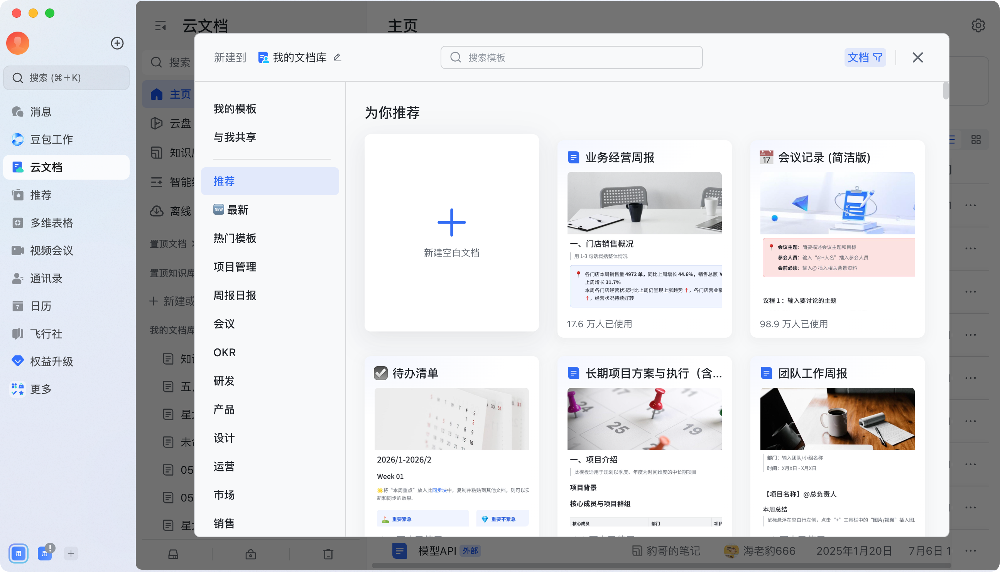 搜索 (⌘+K)
消息
豆包工作
云文档
推荐
多维表格
视频会议
通讯录
7
日历
飞行社
权益升级
更多
用
用
云文档
主页
搜索
主页
云盘
知识
智能
离线
置顶文档
置顶知识库
新建或
我的文档库
知
五
星
未
05
05
星
新建到
我的文档库
搜索模板
文档
我的模板
与我共享
推荐
NEW 最新
热门模板
项目管理
周报日报
会议
OKR
研发
产品
设计
运营
市场
销售
为你推荐
新建空白文档
业务经营周报
一、门店销售概况
用 1-3 句话概括整体情况
📍 各门店本周销售量 4972 单，同比上周增长 44.6%，销售总额 ¥
上周增长 31.7%
本周各门店经营状况对比上周仍呈现上涨趋势 ↑，各门店营业额
↑，经营状况持续好转
17.6 万人已使用
JUL 17
会议记录 (简洁版)
📍 会议主题：简要描述会议主题和目标
参会人员：输入“@+人名”插入参会人员
会前必读：输入@ 插入相关背景资料
议程 1： 输入要讨论的主题
98.9 万人已使用
待办清单
2026/1-2026/2
Week 01
🌟将“本周重点”放入此同步块中，复制并粘贴到其他文档，则可以实
新和同步的效果。
重要紧急
重要不紧急
长期项目方案与执行（含...
25
19
一、项目介绍
此模板适用于规划以季度、年度为时间维度的中长期项目
项目背景
核心成员与项目群组
核心成员
部门
项目
团队工作周报
部门：输入团队/小组名称
时间：X月X日 - X月X日
【项目名称】@总负责人
本周总结
鼠标悬浮在空白行左侧，点击“+”工具栏中的“图片/视频”插入图
模型API
外部
豹哥的笔记
海老豹666
2025年1月20日
7月6日